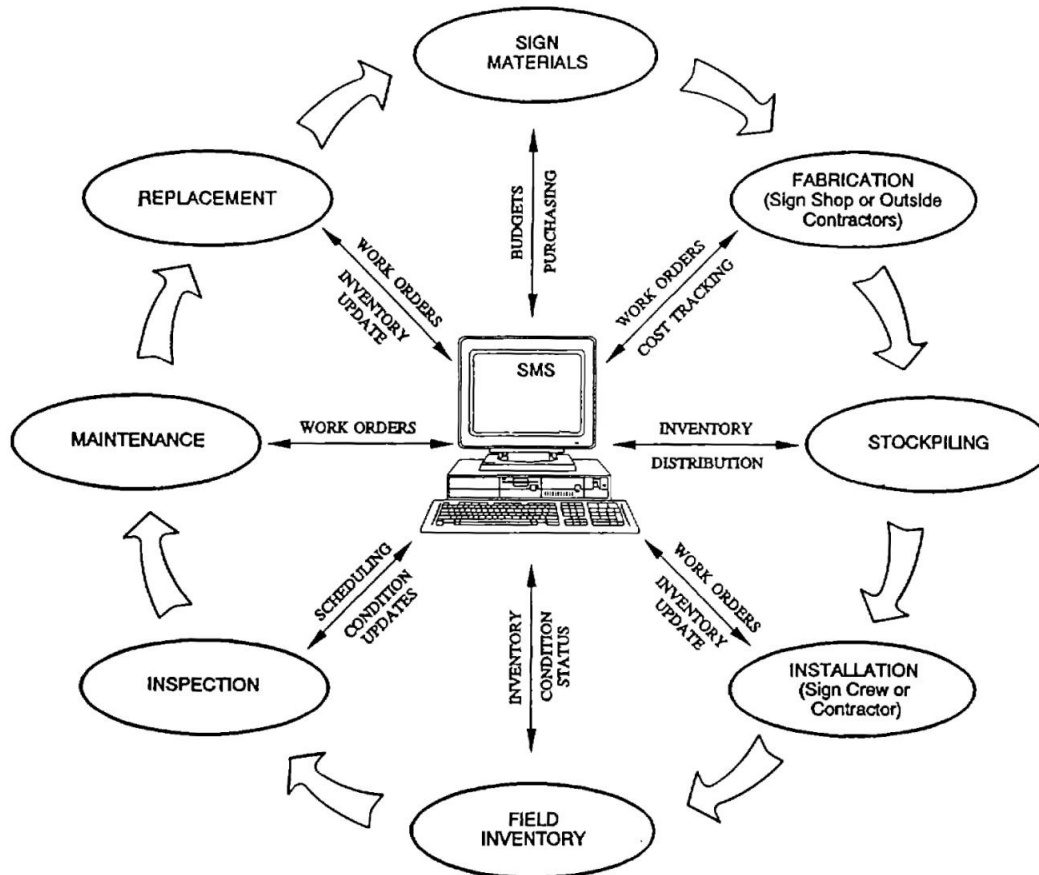 SIGN
MATERIALS
REPLACEMENT
FABRICATION
(Sign Shop or Outside
Contractors)
BUDGETS
PURCHASING
WORK ORDERS
INVENTORY
UPDATE
WORK ORDERS
COST TRACKING
SMS
MAINTENANCE
WORK ORDERS
INVENTORY
DISTRIBUTION
STOCKPILING
SCHEDULING
CONDITION
UPDATES
INVENTORY
CONDITION
STATUS
WORK ORDERS
INVENTORY
UPDATE
INSPECTION
INSTALLATION
(Sign Crew or
Contractor)
FIELD
INVENTORY